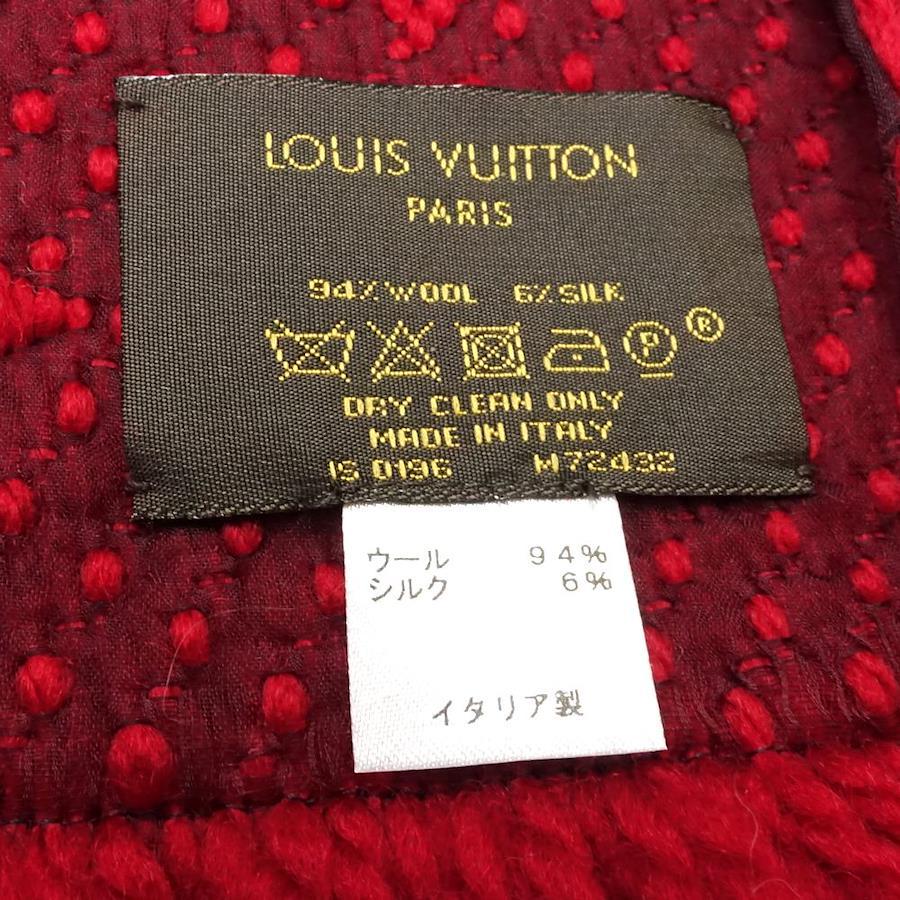 LOUIS VUITTON
PARIS
94% WOOL 6% SILK
P ®
DRY CLEAN ONLY
MADE IN ITALY
IS 0196 M72432
ウール 94%
シルク 6%
イタリア製